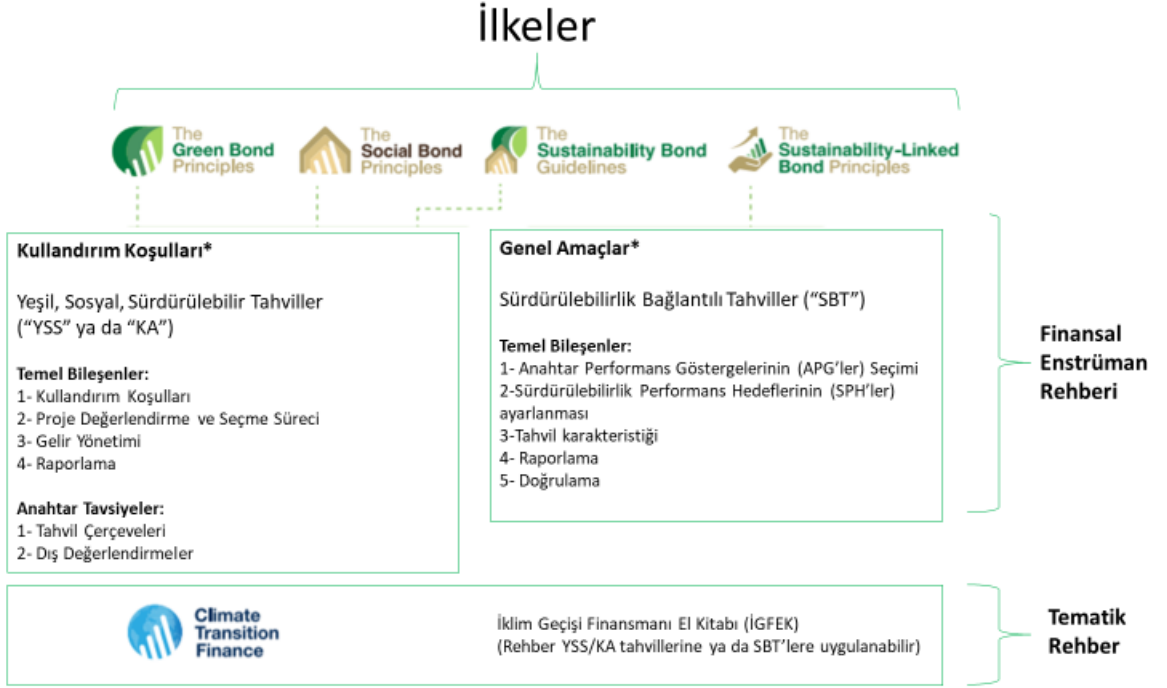 İlkeler
The
Green Bond
Principles
The
Social Bond
Principles
The
Sustainability Bond
Guidelines
The
Sustainability-Linked
Bond Principles
Kullandırım Koşulları*
Yeşil, Sosyal, Sürdürülebilir Tahviller
(“YSS” ya da “KA”)
Temel Bileşenler:
1- Kullandırım Koşulları
2- Proje Değerlendirme ve Seçme Süreci
3- Gelir Yönetimi
4- Raporlama
Anahtar Tavsiyeler:
1- Tahvil Çerçeveleri
2- Dış Değerlendirmeler
Genel Amaçlar*
Sürdürülebilirlik Bağlantılı Tahviller (“SBT”)
Temel Bileşenler:
1- Anahtar Performans Göstergelerinin (APG’ler) Seçimi
2-Sürdürülebilirlik Performans Hedeflerinin (SPH’ler)
ayarlanması
3-Tahvil karakteristiği
4- Raporlama
5- Doğrulama
Finansal
Enstrüman
Rehberi
Climate
Transition
Finance
İklim Geçişi Finansmanı El Kitabı (İGFEK)
(Rehber YSS/KA tahvillerine ya da SBT’lere uygulanabilir)
Tematik
Rehber